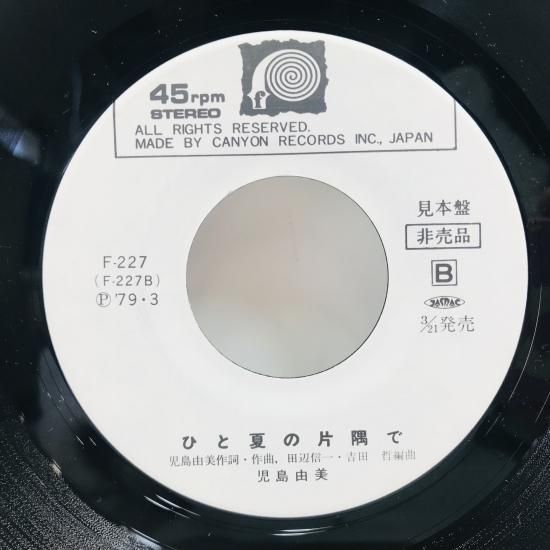 45rpm
STEREO
f
ALL RIGHTS RESERVED.
MADE BY CANYON RECORDS INC., JAPAN
見本盤
非売品
F-227
(F-227B)
Ⓟ'79・3
B
JASRAC
3/21発売
ひと夏の片隅で
児島由美作詞・作曲、田辺信一・吉田 哲編曲
児島由美